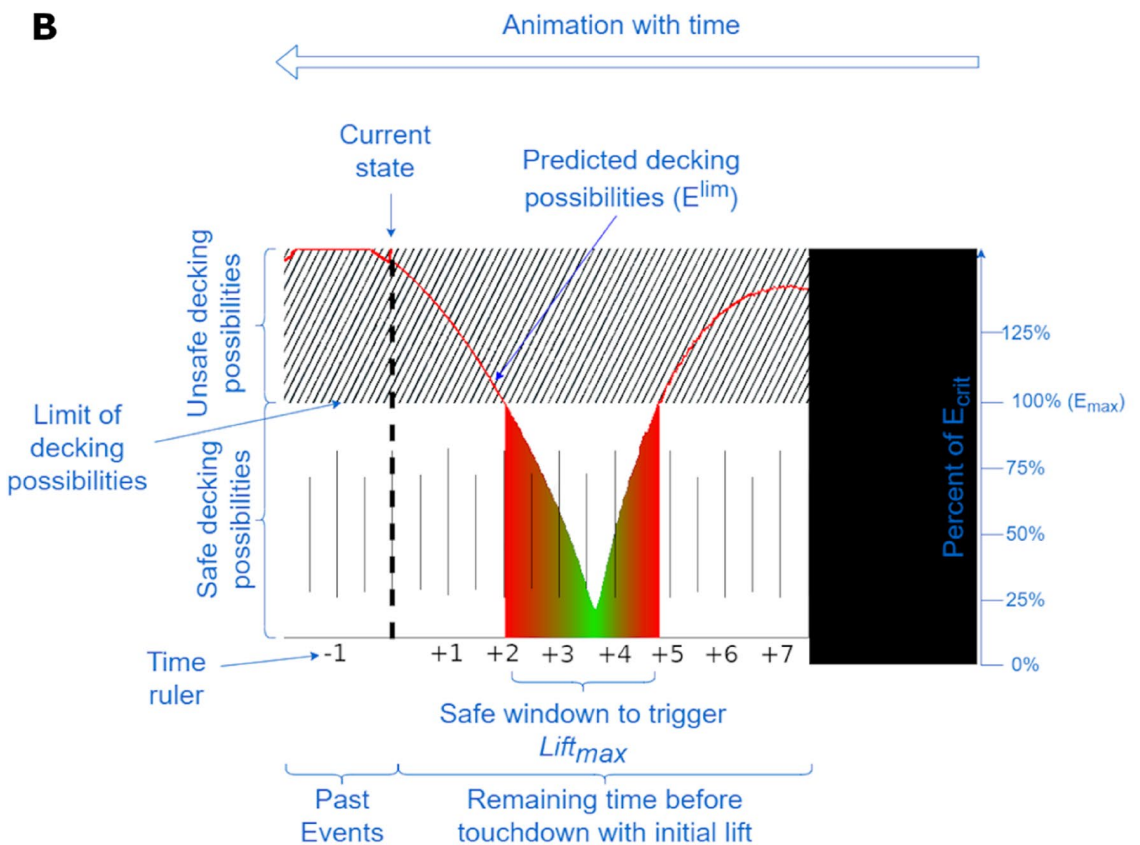 B
Animation with time
Current
state
Predicted decking
possibilities (E^lim)
Unsafe decking
possibilities
Limit of
decking
possibilities
Safe decking
possibilities
125%
100% (E_max)
75%
50%
25%
0%
Percent of E_crit
Time
ruler
-1 +1 +2 +3 +4 +5 +6 +7
Safe windown to trigger
Lift_max
Past
Events
Remaining time before
touchdown with initial lift